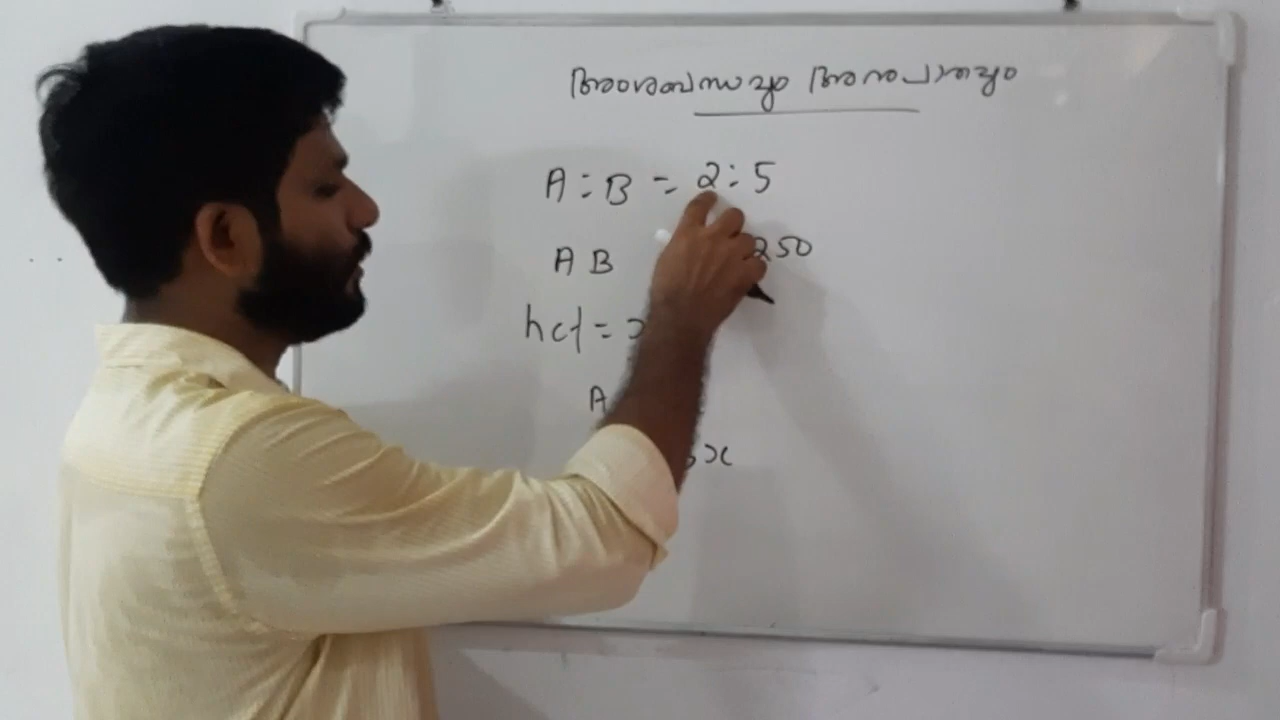 അംശബന്ധവും അനുപാതവും
A : B = 2 : 5
A B 250
hcf =
A
x